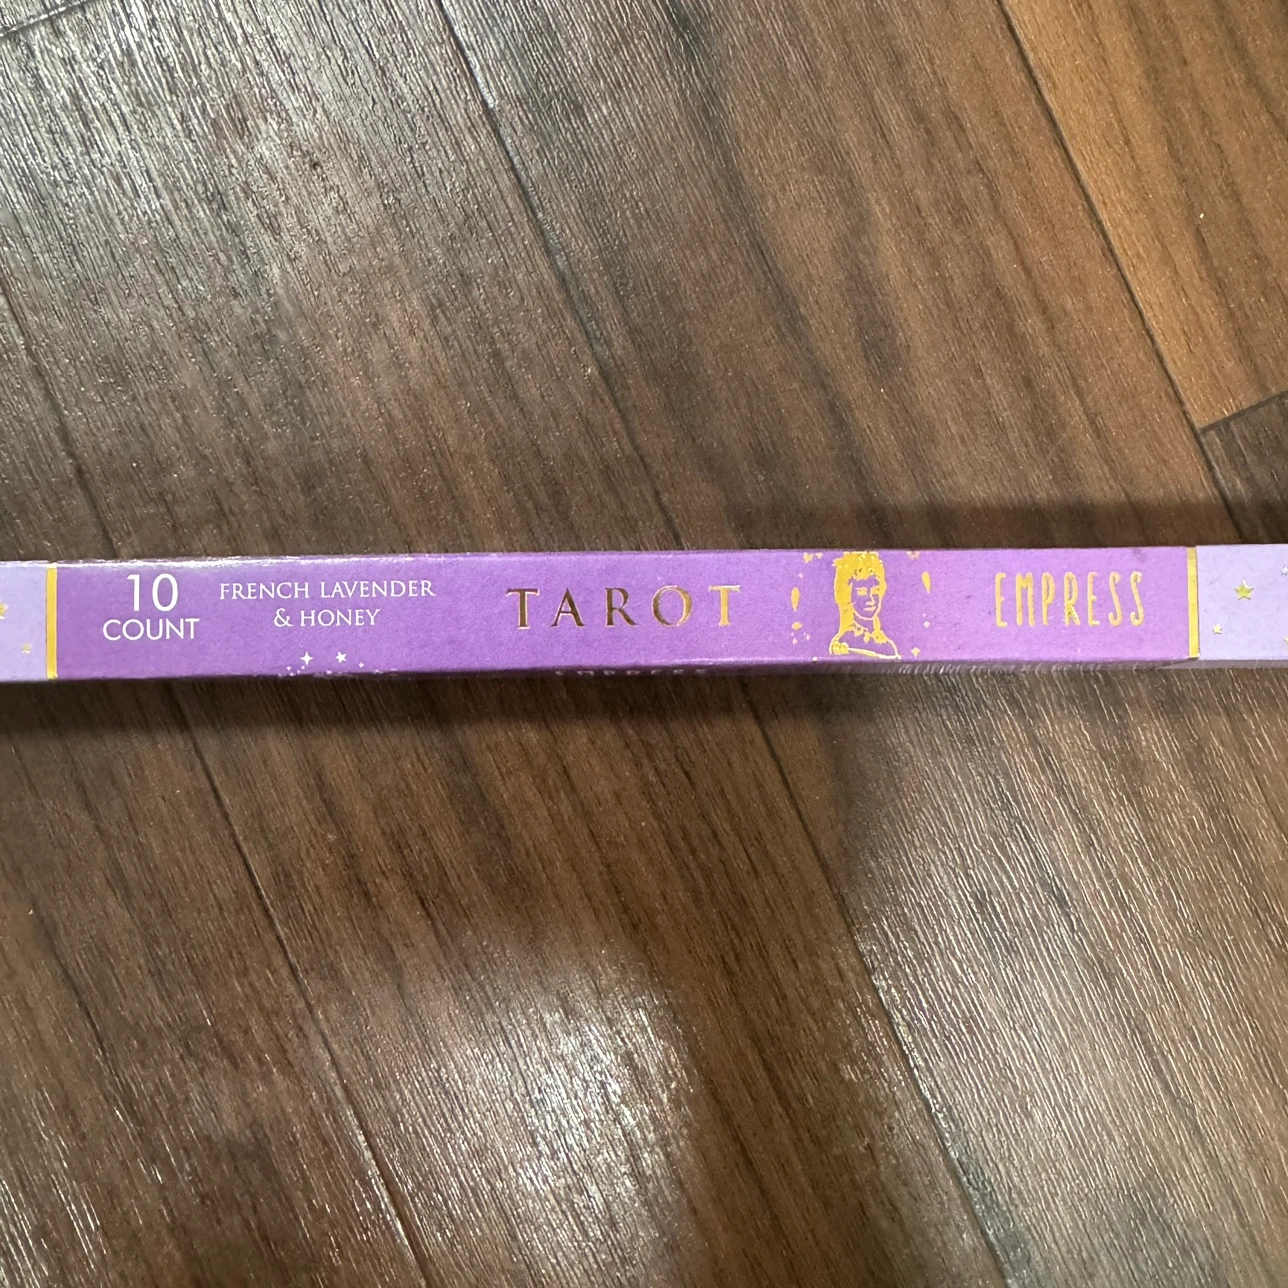 10
COUNT
FRENCH LAVENDER
& HONEY
TAROT
EMPRESS